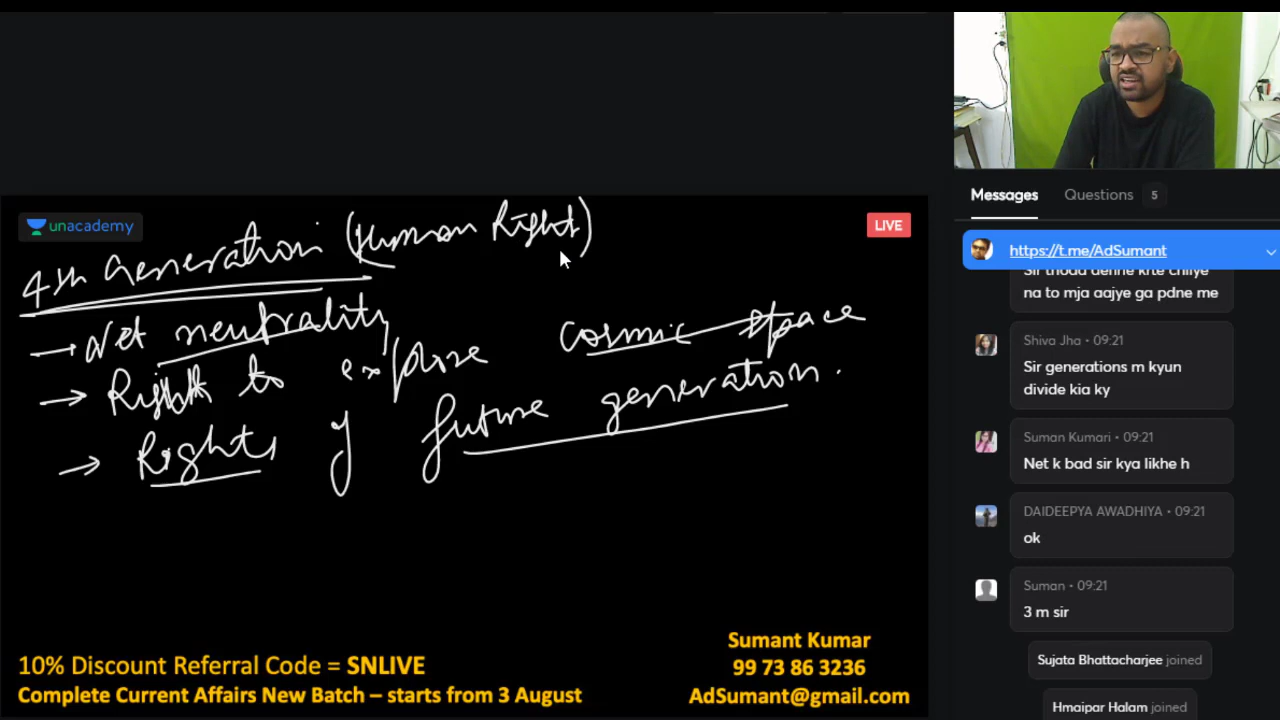 unacademy
LIVE
4th Generation (Human Right)
→ Net neutrality
→ Right to explore cosmic space
→ Rights of future generation.
10% Discount Referral Code = SNLIVE
Complete Current Affairs New Batch – starts from 3 August
Sumant Kumar
99 73 86 3236
AdSumant@gmail.com
Messages
Questions 5
https://t.me/AdSumant
Sir thoda denne krte chliye
na to mja aajye ga pdne me
Shiva Jha • 09:21
Sir generations m kyun
divide kia ky
Suman Kumari • 09:21
Net k bad sir kya likhe h
DAIDEEPYA AWADHIYA • 09:21
ok
Suman • 09:21
3 m sir
Sujata Bhattacharjee joined
Hmaipar Halam joined